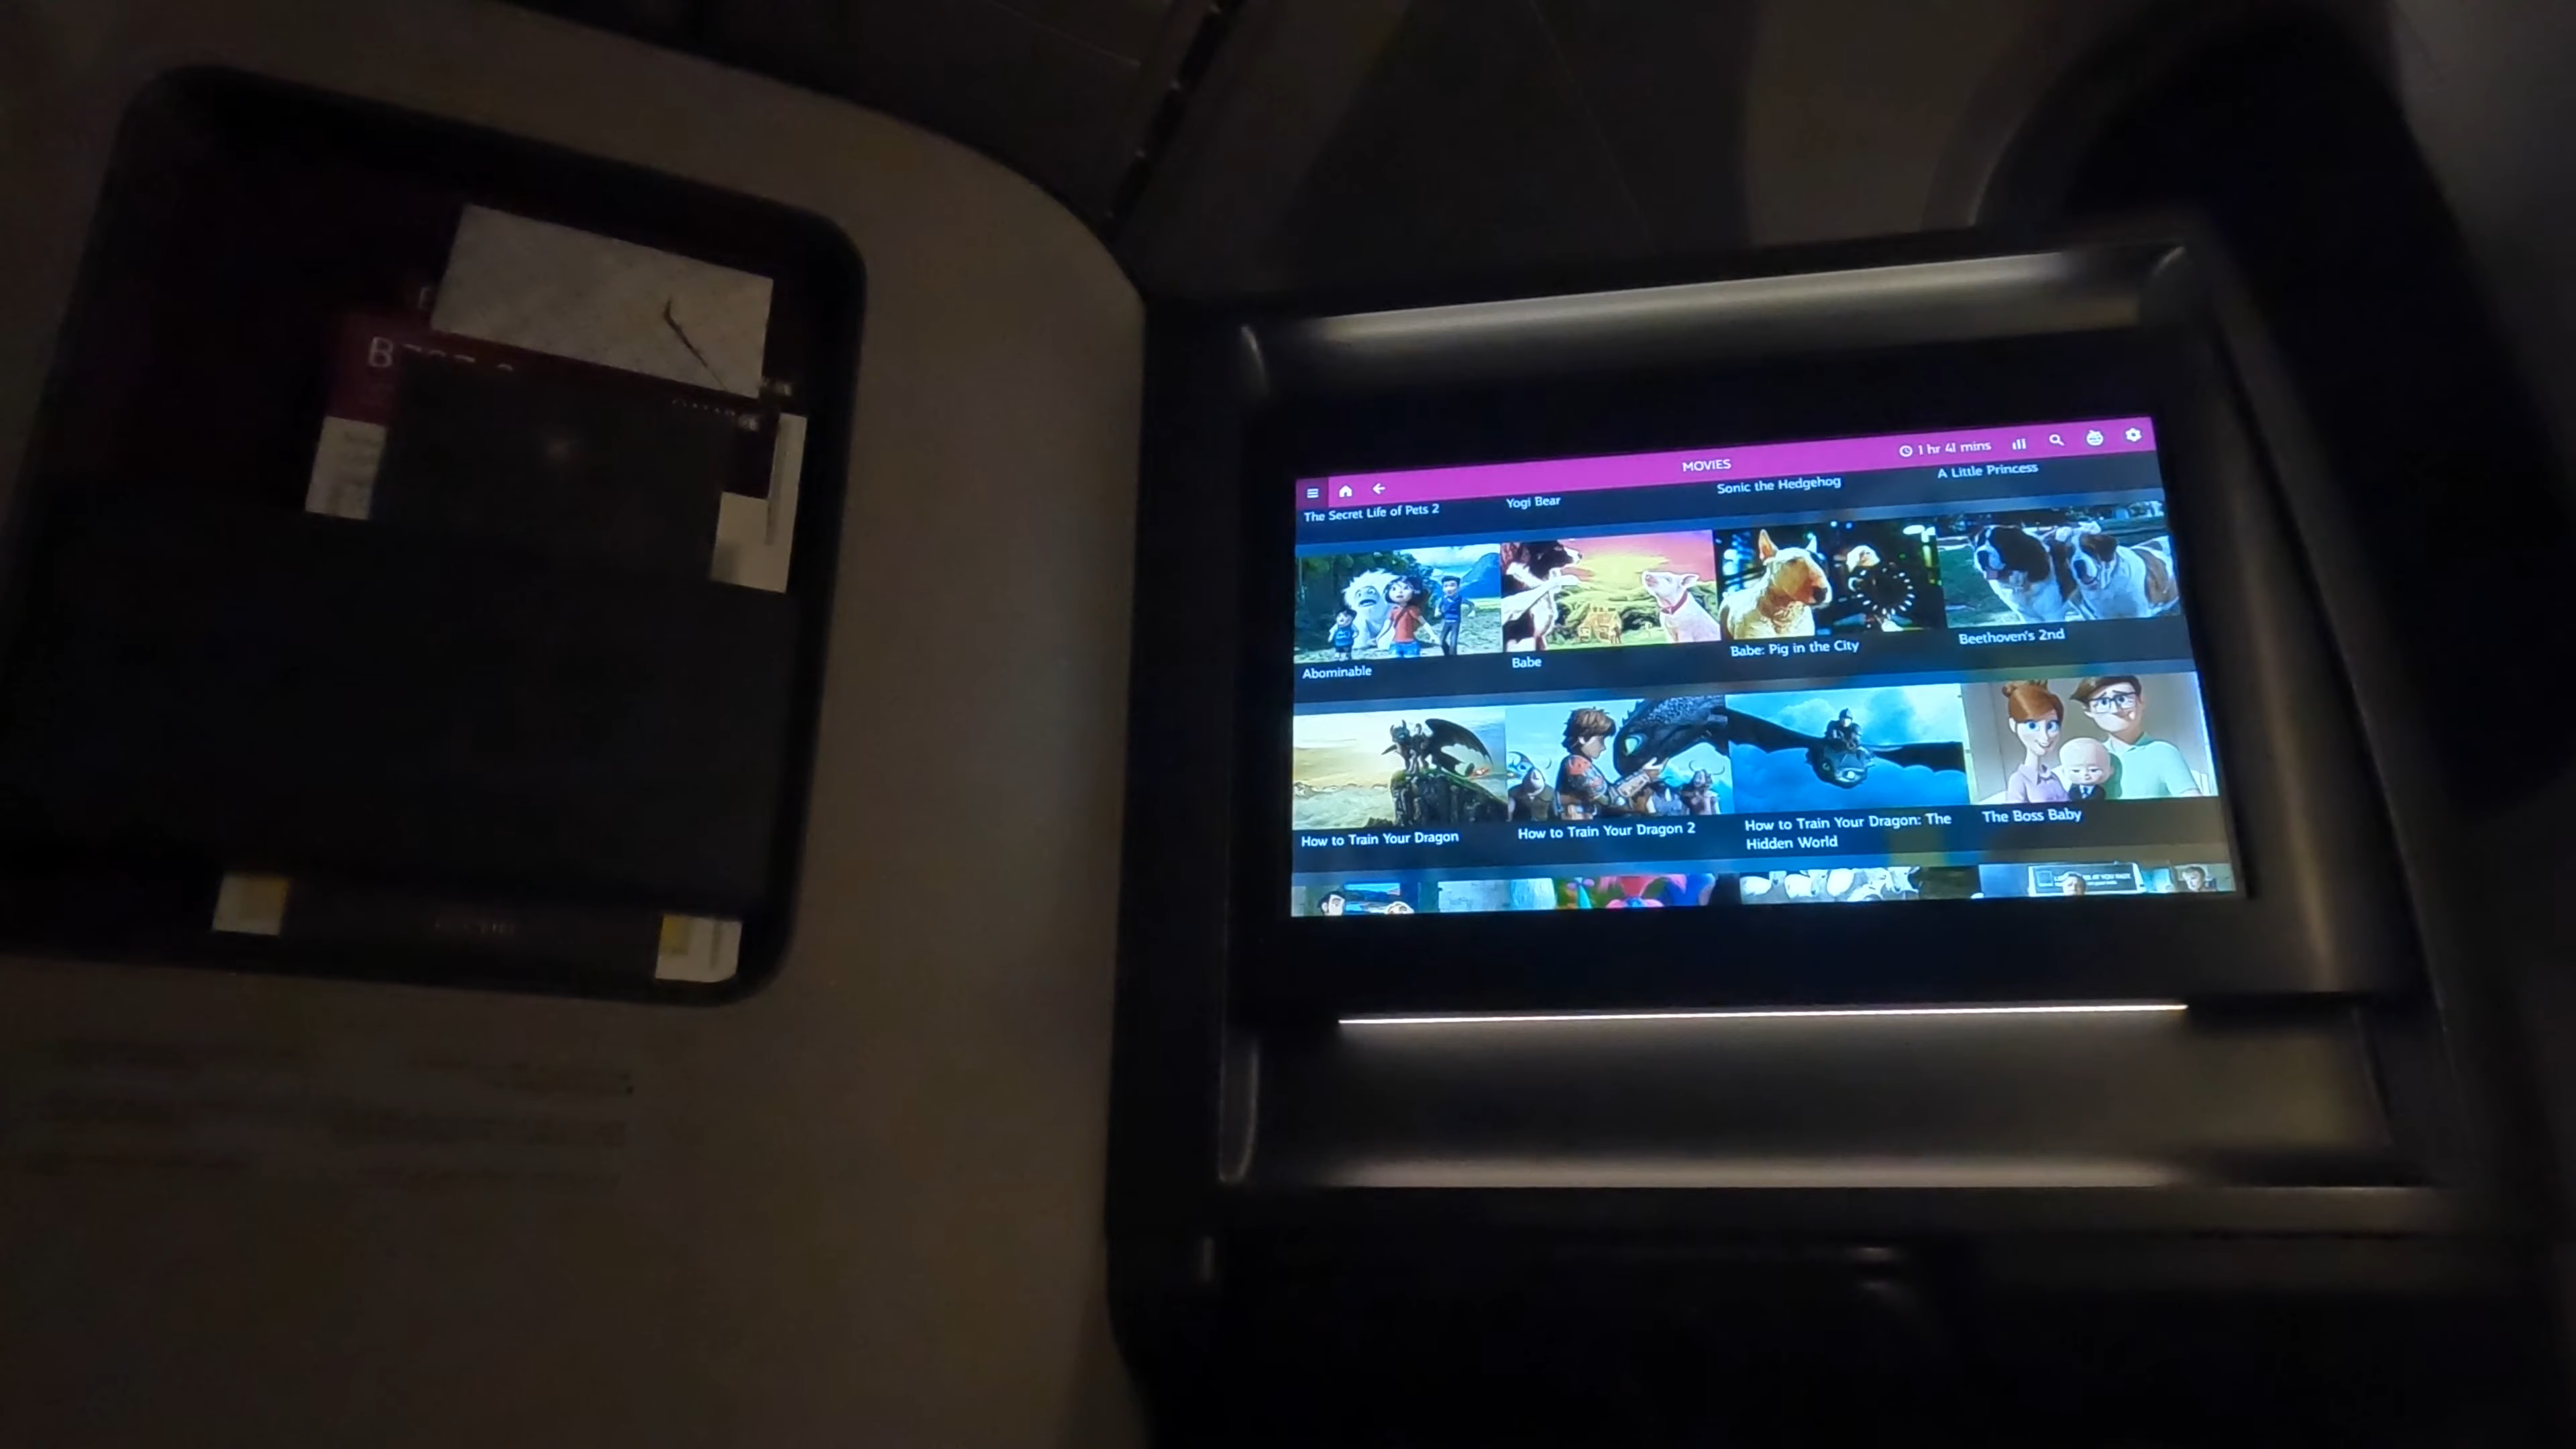 MOVIES
1 hr 41 mins
The Secret Life of Pets 2
Yogi Bear
Sonic the Hedgehog
A Little Princess
Abominable
Babe
Babe: Pig in the City
Beethoven's 2nd
How to Train Your Dragon
How to Train Your Dragon 2
How to Train Your Dragon: The
Hidden World
The Boss Baby